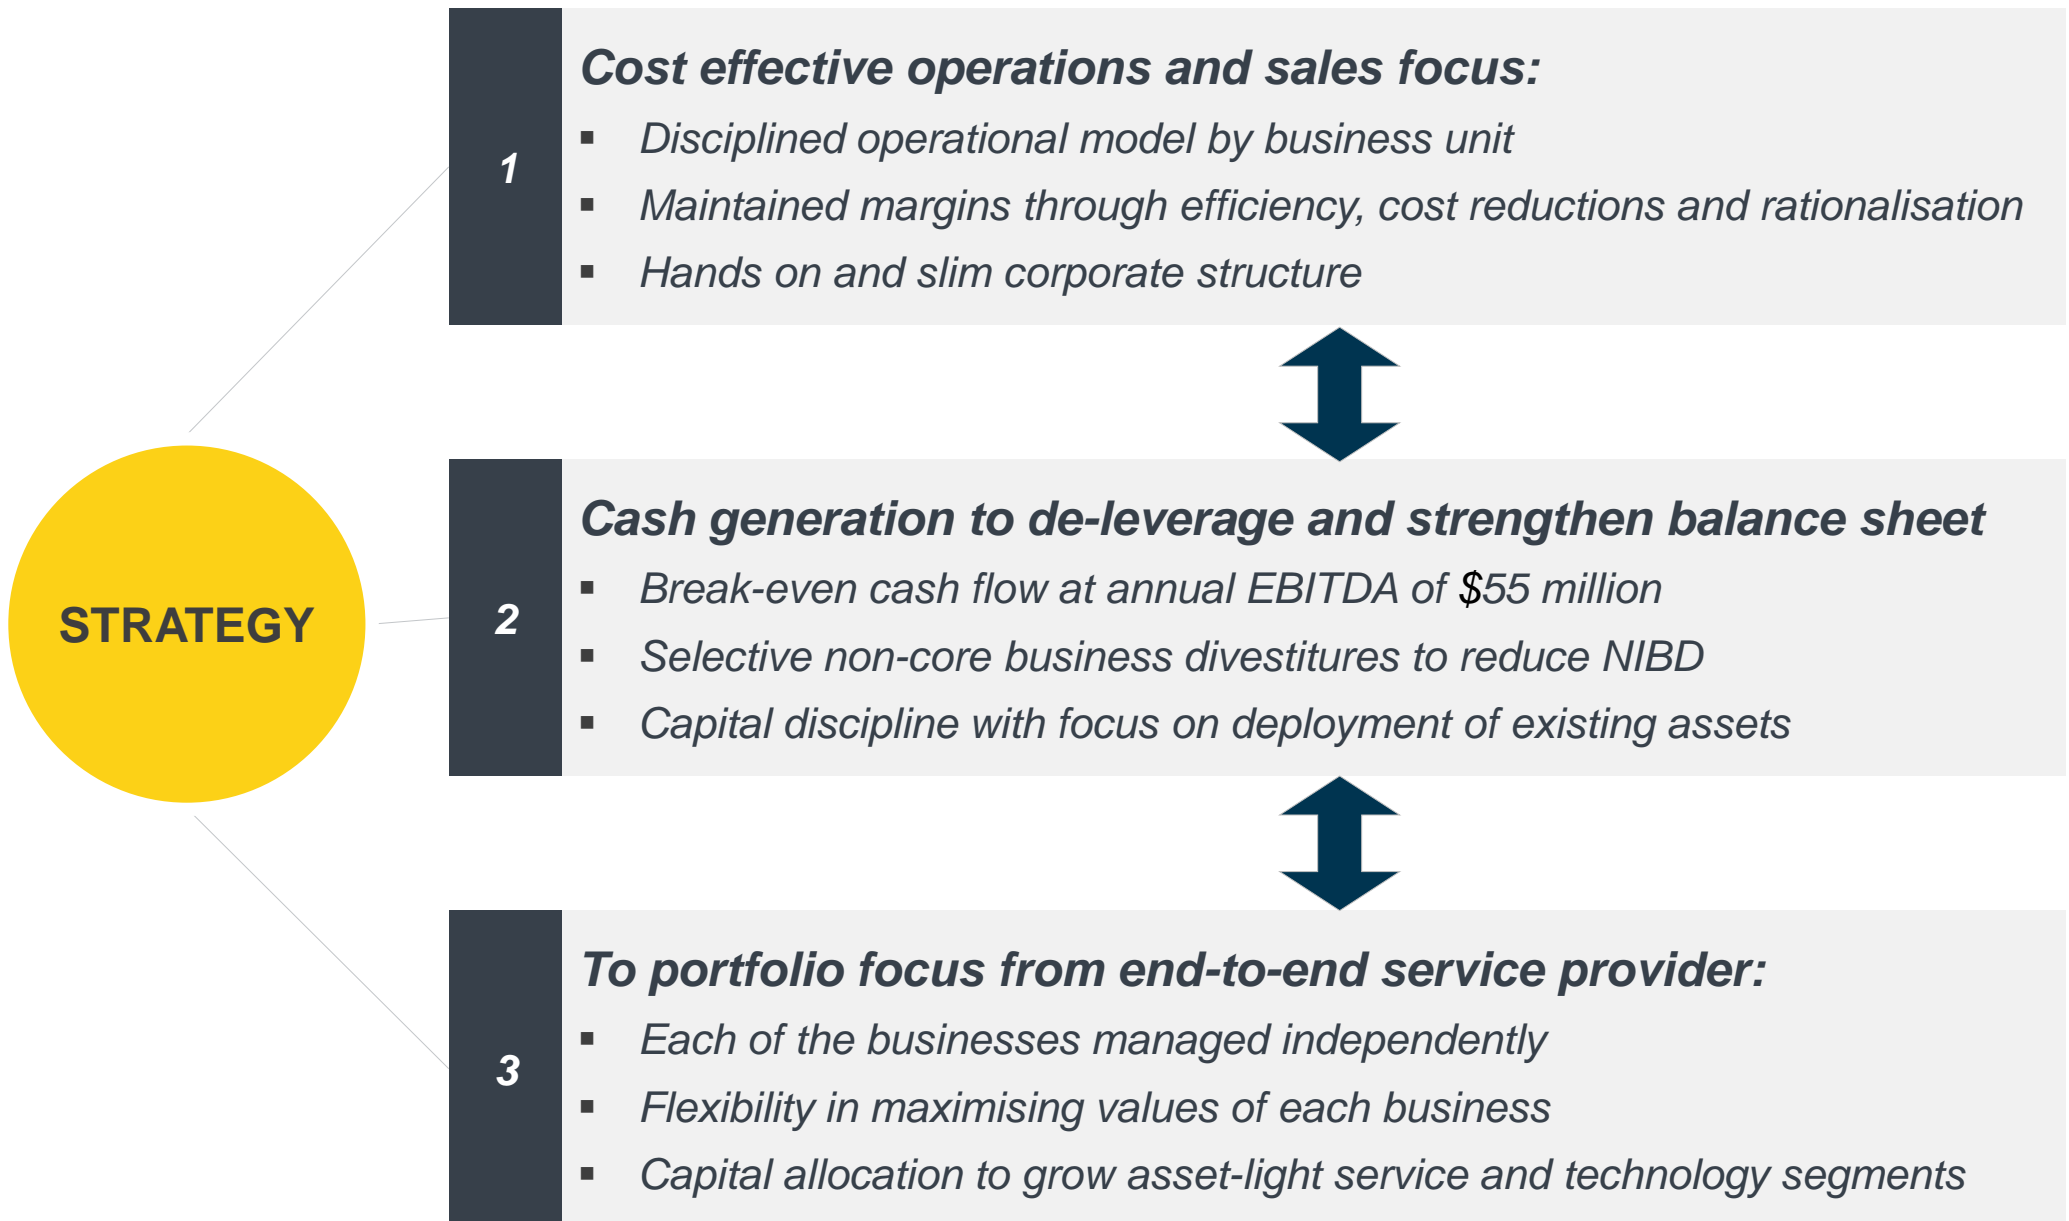 STRATEGY
1
Cost effective operations and sales focus:
▪ Disciplined operational model by business unit
▪ Maintained margins through efficiency, cost reductions and rationalisation
▪ Hands on and slim corporate structure
2
Cash generation to de-leverage and strengthen balance sheet
▪ Break-even cash flow at annual EBITDA of $55 million
▪ Selective non-core business divestitures to reduce NIBD
▪ Capital discipline with focus on deployment of existing assets
3
To portfolio focus from end-to-end service provider:
▪ Each of the businesses managed independently
▪ Flexibility in maximising values of each business
▪ Capital allocation to grow asset-light service and technology segments